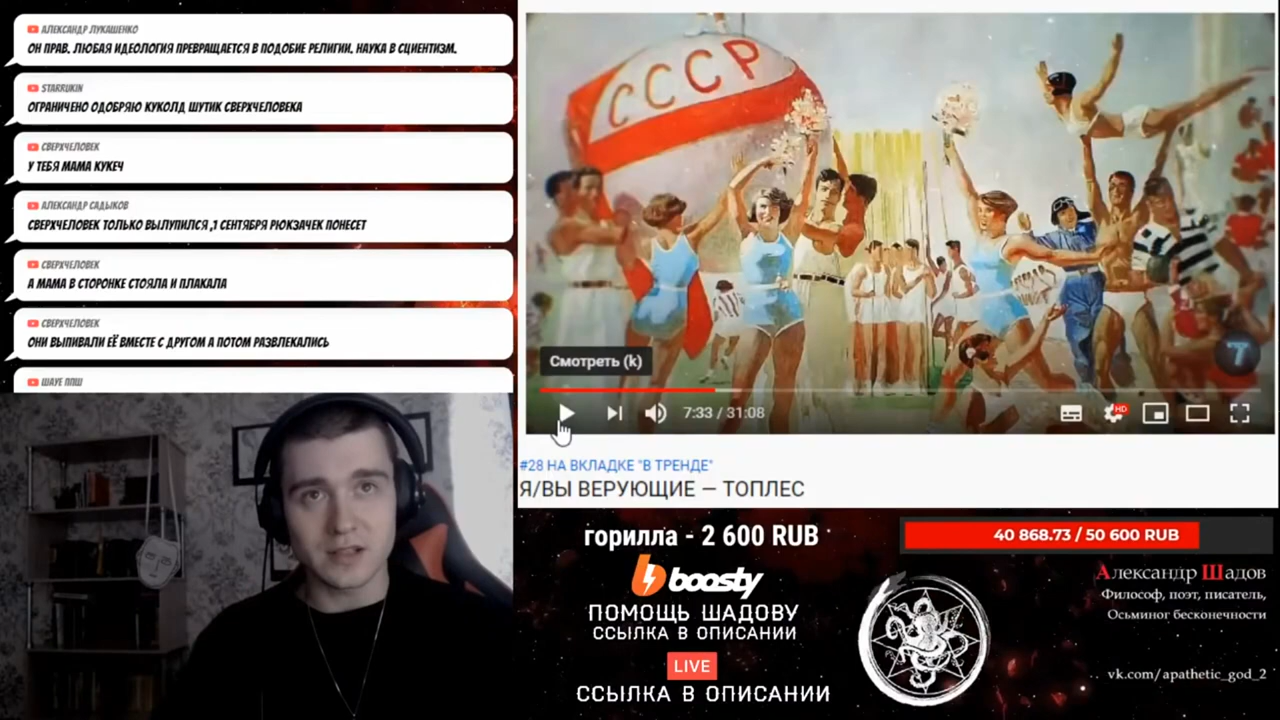 АЛЕКСАНДР ЛУКАШЕНКО
ОН ПРАВ. ЛЮБАЯ ИДЕОЛОГИЯ ПРЕВРАЩАЕТСЯ В ПОДОБИЕ РЕЛИГИИ. НАУКА В СЦИЕНТИЗМ.
STARRUKIN
ОГРАНИЧЕНО ОДОБРЯЮ КУКОЛД ШУТИК СВЕРХЧЕЛОВЕКА
СВЕРХЧЕЛОВЕК
У ТЕБЯ МАМА КУКЕЧ
АЛЕКСАНДР САДЫКОВ
СВЕРХЧЕЛОВЕК ТОЛЬКО ВЫЛУПИЛСЯ ,1 СЕНТЯБРЯ РЮКЗАЧЕК ПОНЕСЕТ
СВЕРХЧЕЛОВЕК
А МАМА В СТОРОНКЕ СТОЯЛА И ПЛАКАЛА
СВЕРХЧЕЛОВЕК
ОНИ ВЫПИВАЛИ ЕЁ ВМЕСТЕ С ДРУГОМ А ПОТОМ РАЗВЛЕКАЛИСЬ
ШАУЕ ППШ
СССР
Смотреть (k)
7:33 / 31:08
HD
#28 НА ВКЛАДКЕ "В ТРЕНДЕ"
Я/ВЫ ВЕРУЮЩИЕ — ТОПЛЕС
горилла - 2 600 RUB
boosty
ПОМОЩЬ ШАДОВУ
ССЫЛКА В ОПИСАНИИ
LIVE
ССЫЛКА В ОПИСАНИИ
40 868.73 / 50 600 RUB
Александр Шадов
Философ, поэт, писатель,
Осьминог бесконечности
vk.com/apathetic_god_2